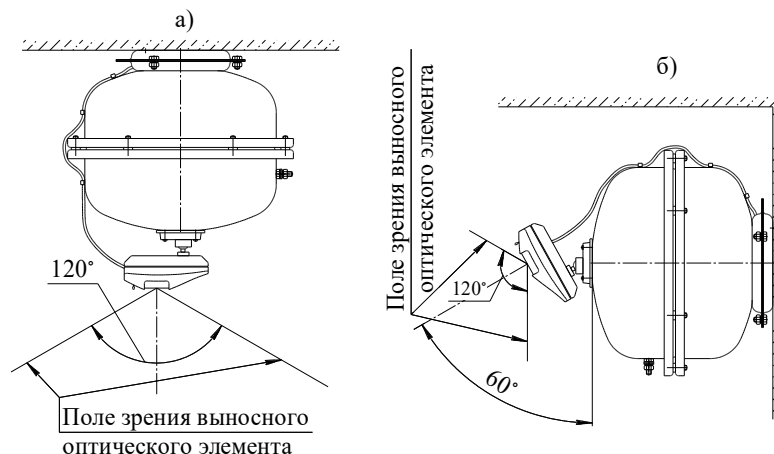 а)
120°
Поле зрения выносного
оптического элемента
б)
Поле зрения выносного
оптического элемента
120°
60°